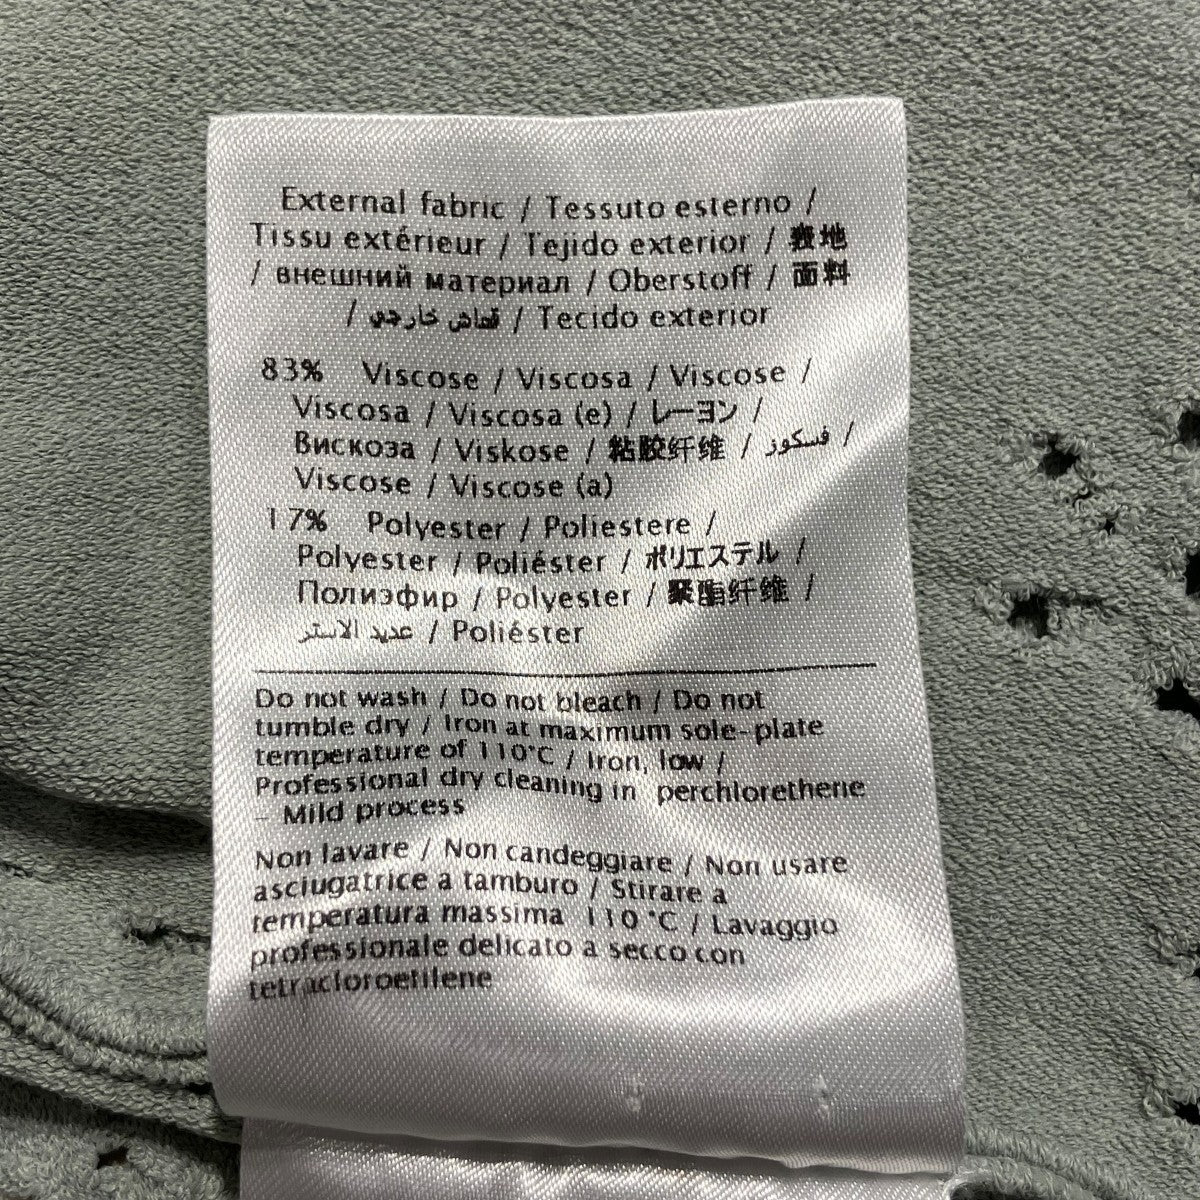 External fabric / Tessuto esterno /
Tissu extérieur / Tejido exterior / 表地
/ внешний материал / Oberstoff / 面料
/ قماش خارجي / Tecido exterior
83% Viscose / Viscosa / Viscose /
Viscosa / Viscosa (e) / レーヨン /
Вискоза / Viskose / 粘胶纤维 / فسكوز /
Viscose / Viscose (a)
17% Polyester / Poliestere /
Polyester / Poliéster / ポリエステル /
Полиэфир / Polyester / 聚酯纤维 /
عديد الاستر / Poliéster
Do not wash / Do not bleach / Do not
tumble dry / Iron at maximum sole-plate
temperature of 110°C / Iron, low /
Professional dry cleaning in perchlorethene
- Mild process
Non lavare / Non candeggiare / Non usare
asciugatrice a tamburo / Stirare a
temperatura massima 110 °C / Lavaggio
professionale delicato a secco con
tetracloroetilene